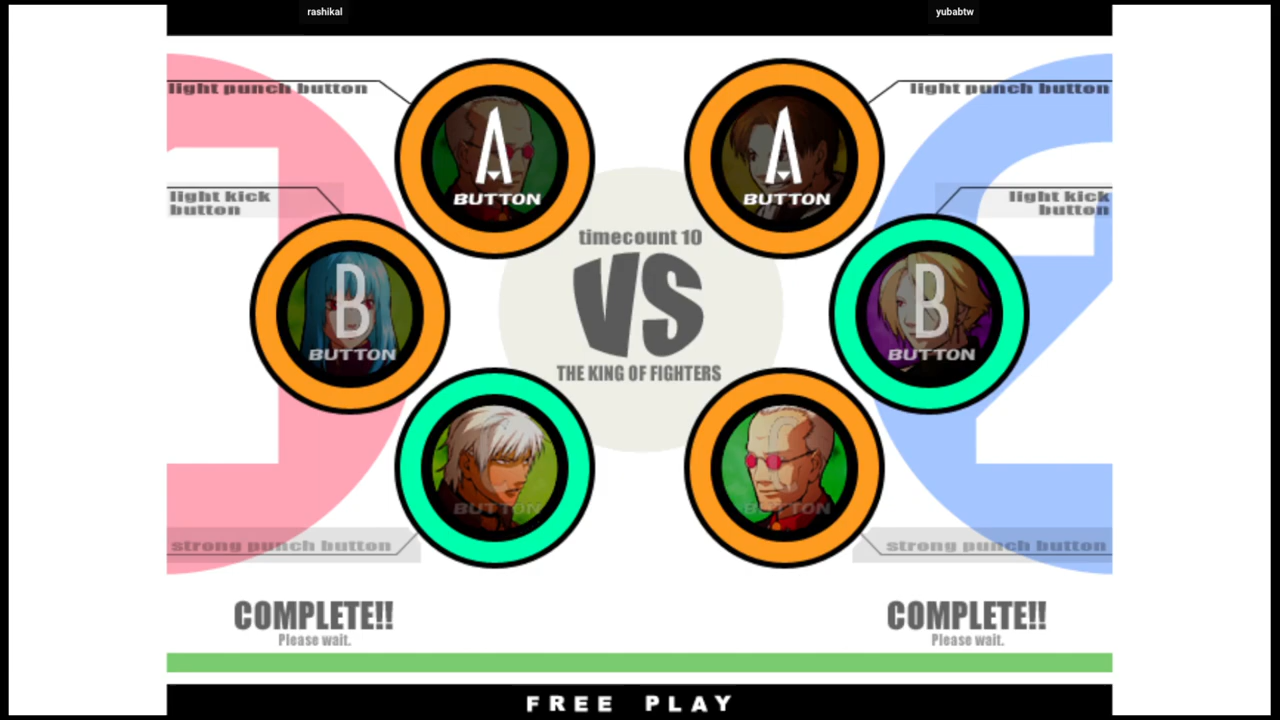 rashikal
yubabtw
light punch button
light punch button
A
BUTTON
A
BUTTON
light kick
button
light kick
button
timecount 10
VS
THE KING OF FIGHTERS
B
BUTTON
B
BUTTON
BUTTON
BUTTON
strong punch button
strong punch button
COMPLETE!!
Please wait.
COMPLETE!!
Please wait.
FREE PLAY